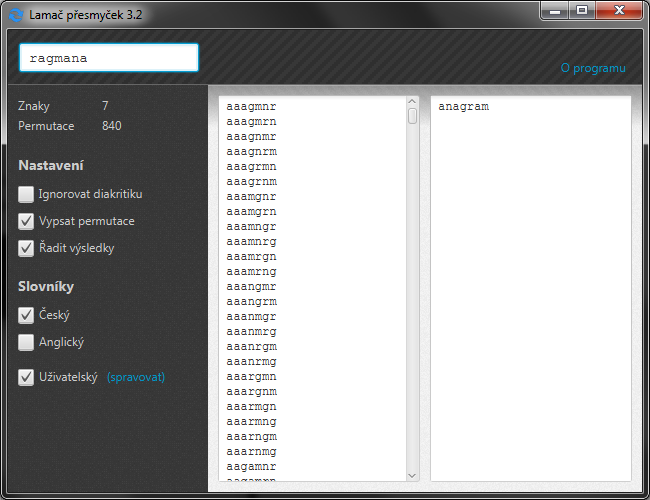 Lamač přesmyček 3.2
ragmana
O programu
Znaky 7
Permutace 840
Nastavení
Ignorovat diakritiku
Vypsat permutace
Řadit výsledky
Slovníky
Český
Anglický
Uživatelský (spravovat)
aaagmnr
aaagmrn
aaagnmr
aaagnrm
aaagrmn
aaagrnm
aaamgnr
aaamgrn
aaamngr
aaamnrg
aaamrgn
aaamrng
aaangmr
aaangrm
aaanmgr
aaanmrg
aaanrgm
aaanrmg
aaargmn
aaargnm
aaarmgn
aaarmng
aaarngm
aaarnmg
aagamnr
aagamrn
anagram